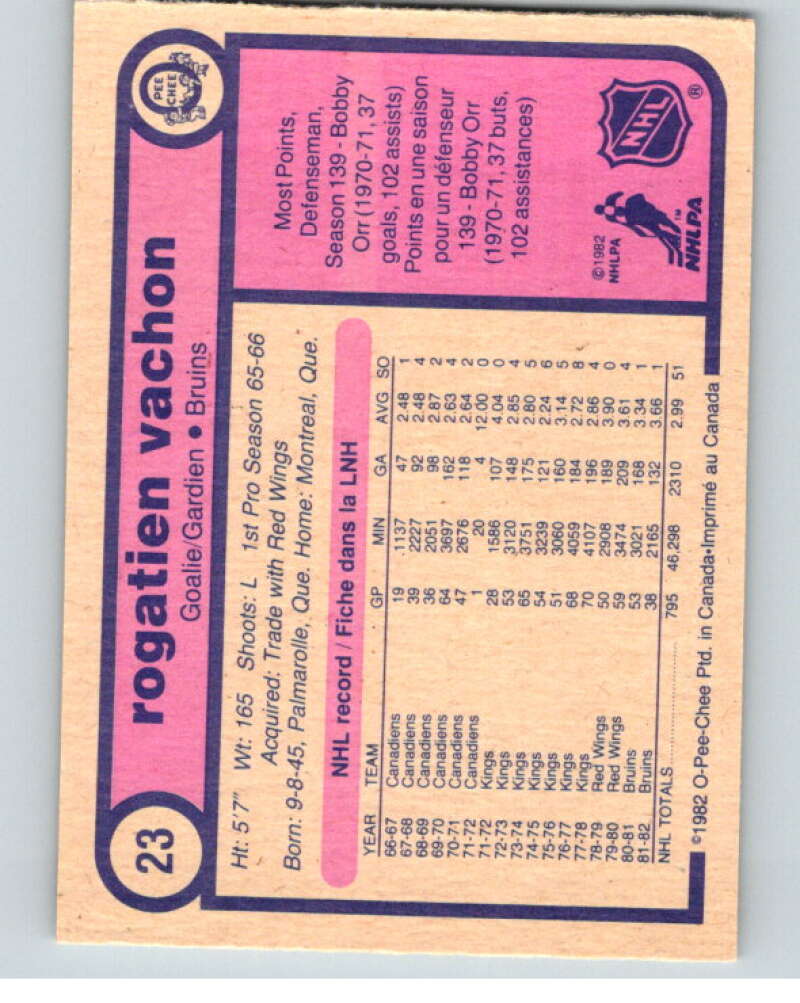 23
rogatien vachon
Goalie/Gardien • Bruins
O
PEE
CHEE
Ht: 5'7" Wt: 165 Shoots: L 1st Pro Season 65-66
Acquired: Trade with Red Wings
Born: 9-8-45, Palmarolle, Que. Home: Montreal, Que.
NHL record / Fiche dans la LNH
YEAR TEAM GP MIN GA AVG SO
66-67 Canadiens 19 .1137 47 2.48 1
67-68 Canadiens 39 2227 92 2.48 4
68-69 Canadiens 36 2051 98 2.87 2
69-70 Canadiens 64 3697 162 2.63 4
70-71 Canadiens 47 2676 118 2.64 2
71-72 Canadiens 1 20 4 12.00 0
71-72 Kings 28 1586 107 4.04 0
72-73 Kings 53 3120 148 2.85 4
73-74 Kings 65 3751 175 2.80 5
74-75 Kings 54 3239 121 2.24 6
75-76 Kings 51 3060 160 3.14 5
76-77 Kings 68 4059 184 2.72 8
77-78 Kings 70 4107 196 2.86 4
78-79 Red Wings 50 2908 189 3.90 0
79-80 Red Wings 59 3474 209 3.61 4
80-81 Bruins 53 3021 168 3.34 1
81-82 Bruins 38 2165 132 3.66 1
NHL TOTALS 795 46,298 2310 2.99 51
©1982 O-Pee-Chee Ptd. in Canada•Imprimé au Canada
Most Points,
Defenseman,
Season 139 - Bobby
Orr (1970-71, 37
goals, 102 assists)
Points en une saison
pour un défenseur
139 - Bobby Orr
(1970-71, 37 buts,
102 assistances)
©1982
NHLPA
NHLPA™
NHL®